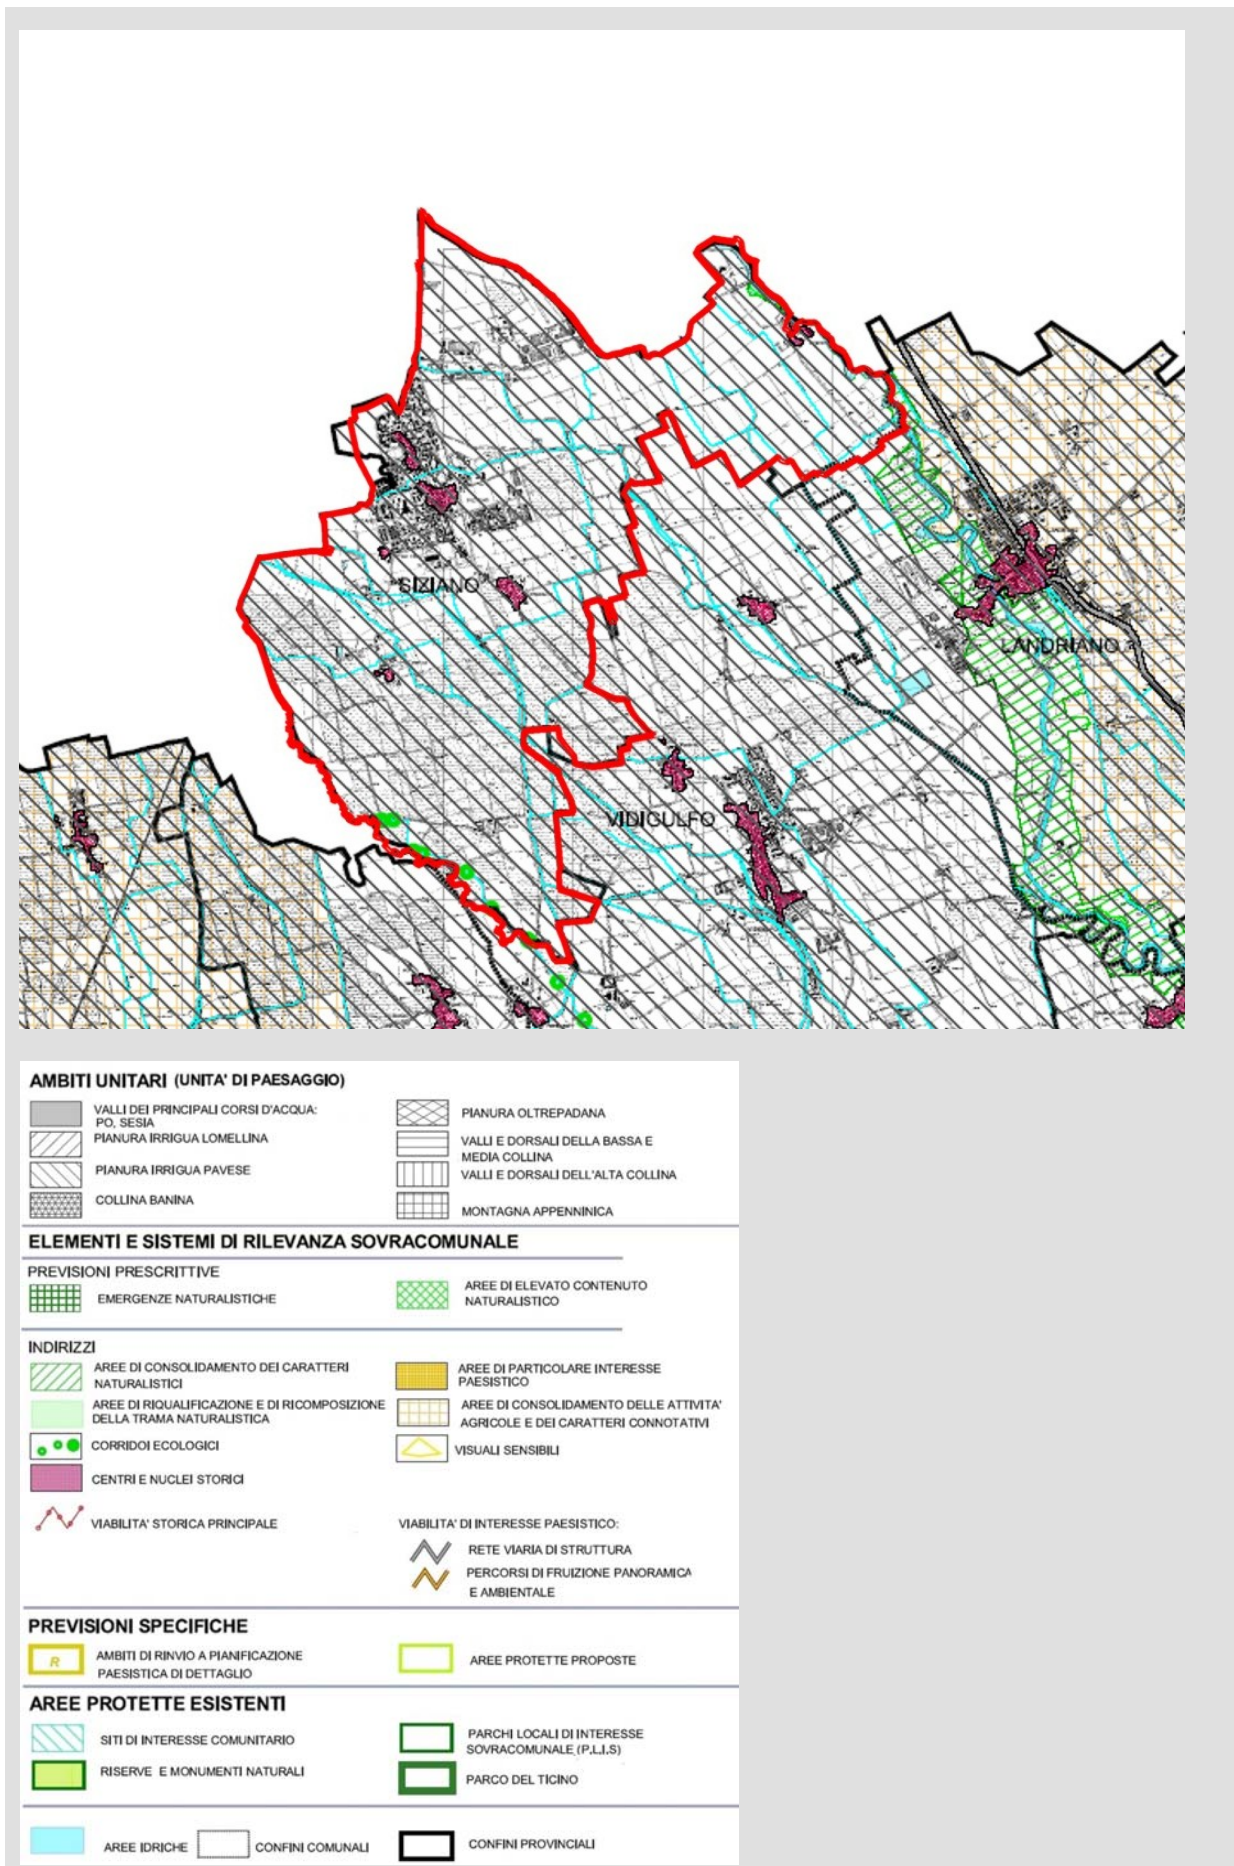 SIZIANO
LANDRIANO
VIDIGULFO
AMBITI UNITARI (UNITA' DI PAESAGGIO)
VALLI DEI PRINCIPALI CORSI D'ACQUA:
PO, SESIA
PIANURA IRRIGUA LOMELLINA
PIANURA IRRIGUA PAVESE
COLLINA BANINA
PIANURA OLTREPADANA
VALLI E DORSALI DELLA BASSA E
MEDIA COLLINA
VALLI E DORSALI DELL'ALTA COLLINA
MONTAGNA APPENNINICA
ELEMENTI E SISTEMI DI RILEVANZA SOVRACOMUNALE
PREVISIONI PRESCRITTIVE
EMERGENZE NATURALISTICHE
AREE DI ELEVATO CONTENUTO
NATURALISTICO
INDIRIZZI
AREE DI CONSOLIDAMENTO DEI CARATTERI
NATURALISTICI
AREE DI RIQUALIFICAZIONE E DI RICOMPOSIZIONE
DELLA TRAMA NATURALISTICA
CORRIDOI ECOLOGICI
CENTRI E NUCLEI STORICI
VIABILITA' STORICA PRINCIPALE
AREE DI PARTICOLARE INTERESSE
PAESISTICO
AREE DI CONSOLIDAMENTO DELLE ATTIVITA'
AGRICOLE E DEI CARATTERI CONNOTATIVI
VISUALI SENSIBILI
VIABILITA' DI INTERESSE PAESISTICO:
RETE VIARIA DI STRUTTURA
PERCORSI DI FRUIZIONE PANORAMICA
E AMBIENTALE
PREVISIONI SPECIFICHE
R
AMBITI DI RINVIO A PIANIFICAZIONE
PAESISTICA DI DETTAGLIO
AREE PROTETTE PROPOSTE
AREE PROTETTE ESISTENTI
SITI DI INTERESSE COMUNITARIO
RISERVE E MONUMENTI NATURALI
PARCHI LOCALI DI INTERESSE
SOVRACOMUNALE (P.L.I.S)
PARCO DEL TICINO
AREE IDRICHE
CONFINI COMUNALI
CONFINI PROVINCIALI